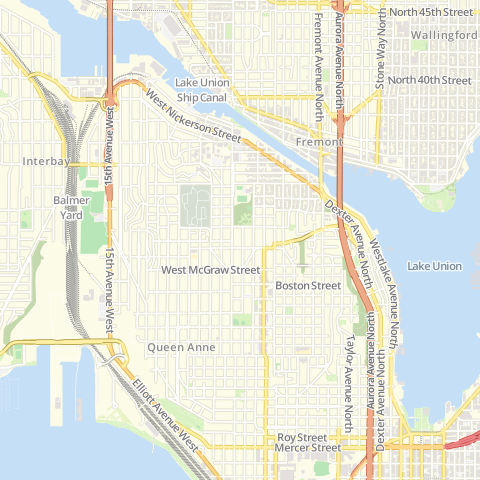 North 45th Street
Wallingford
Fremont Avenue North
Aurora Avenue North
Stone Way North
North 40th Street
Lake Union
Ship Canal
West Nickerson Street
15th Avenue West
Fremont
Interbay
Balmer
Yard
Dexter Avenue North
Westlake Avenue North
15th Avenue West
West McGraw Street
Lake Union
Boston Street
Queen Anne
Taylor Avenue North
Aurora Avenue North
Dexter Avenue North
Elliott Avenue West
Roy Street
Mercer Street